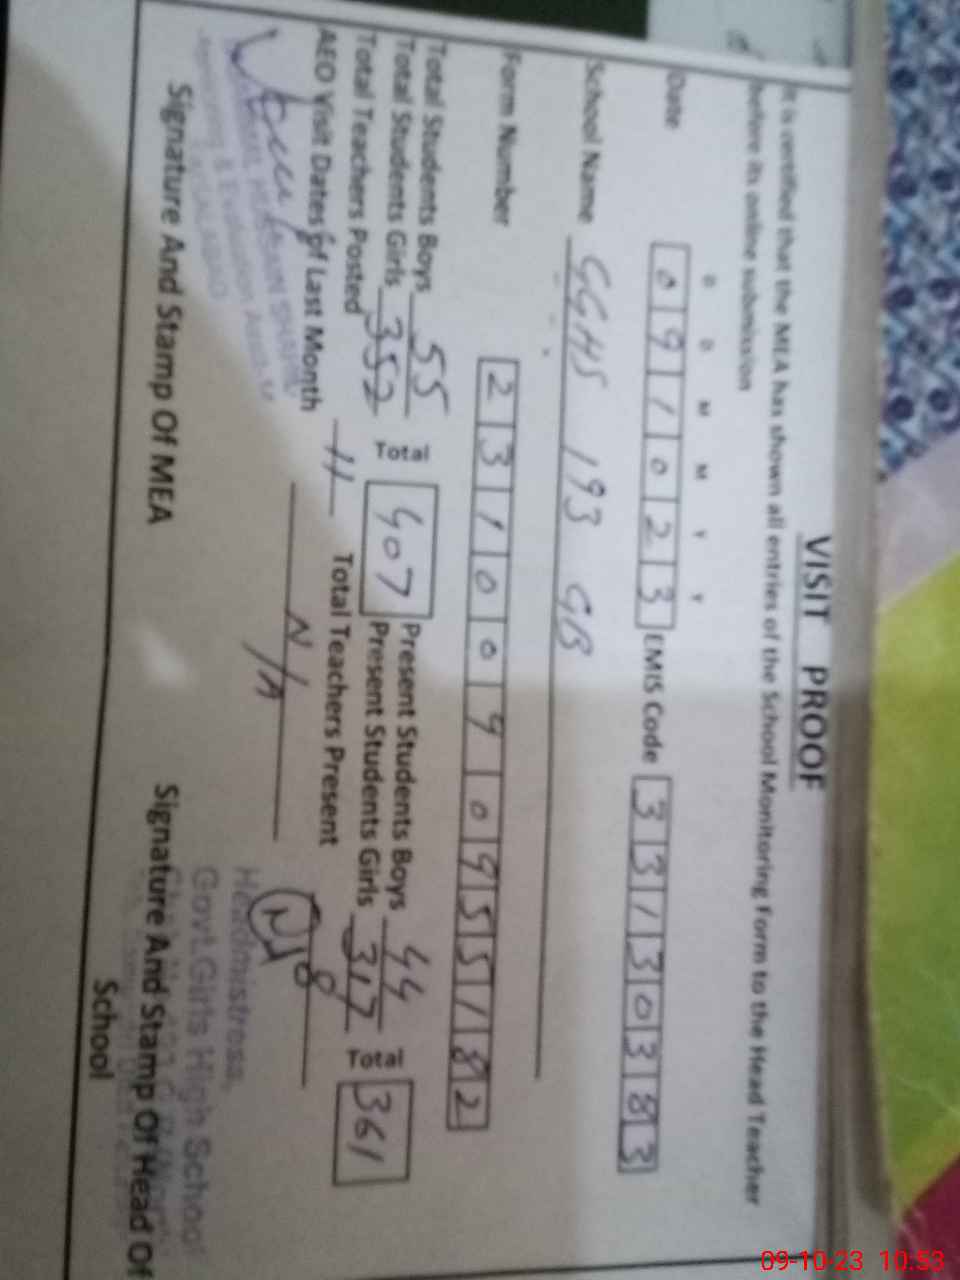 VISIT PROOF
It is certified that the MEA has shown all entries of the School Monitoring Form to the Head Teacher
before its online submission
D D M M Y Y
Date 0 9 1 0 2 3 EMIS Code 3 3 1 3 0 3 8 3
School Name GGHS 193 GB
Form Number 2 3 1 0 0 9 0 9 5 5 1 8 2
Total Students Boys 55 Total 407 Present Students Boys 44 Total 361
Total Students Girls 352 Present Students Girls 317
Total Teachers Posted 11 Total Teachers Present 8
AEO Visit Dates of Last Month N/A
Headmistress,
Govt.Girls High School
Signature And Stamp Of MEA
Signature And Stamp Of Head Of
School
09-10-23 10:53